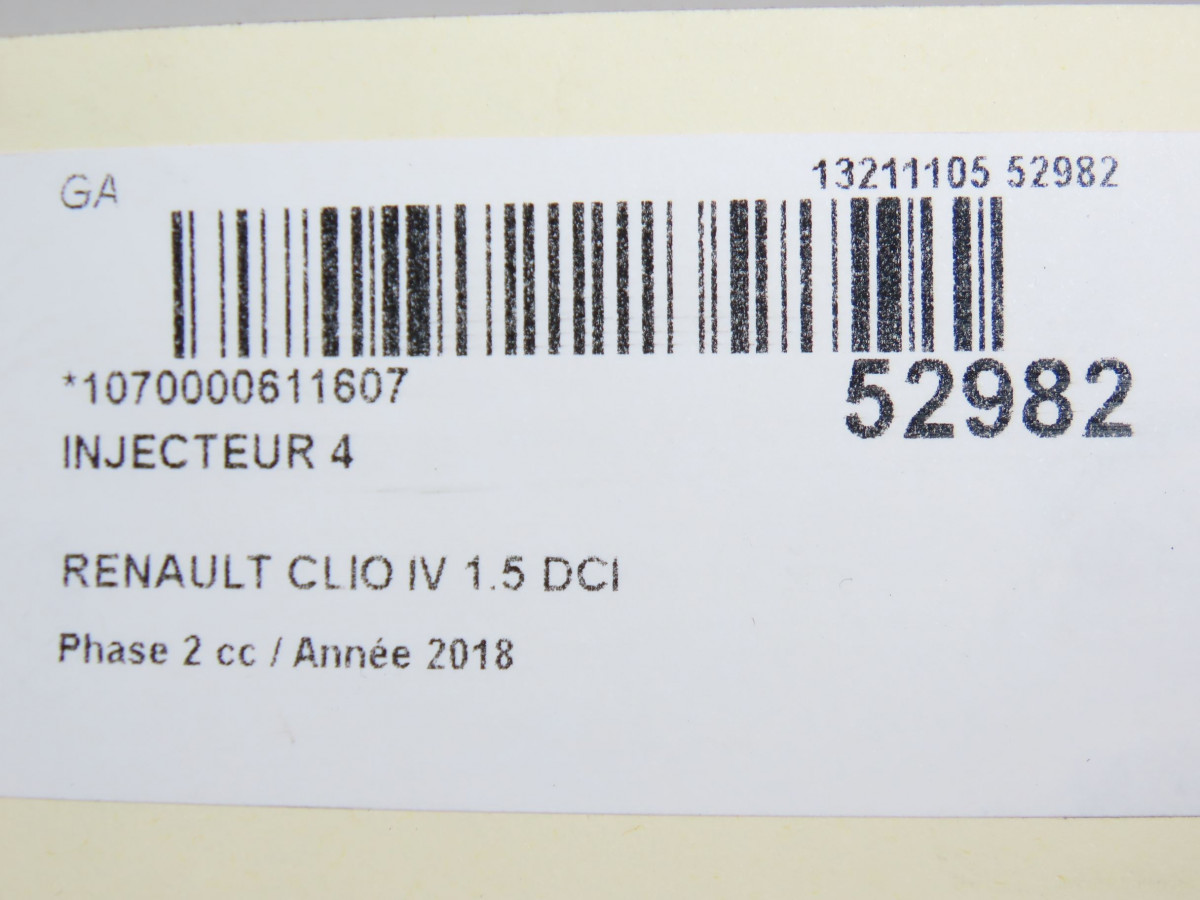 GA
13211105 52982
*1070000611607
52982
INJECTEUR 4
RENAULT CLIO IV 1.5 DCI
Phase 2 cc / Année 2018